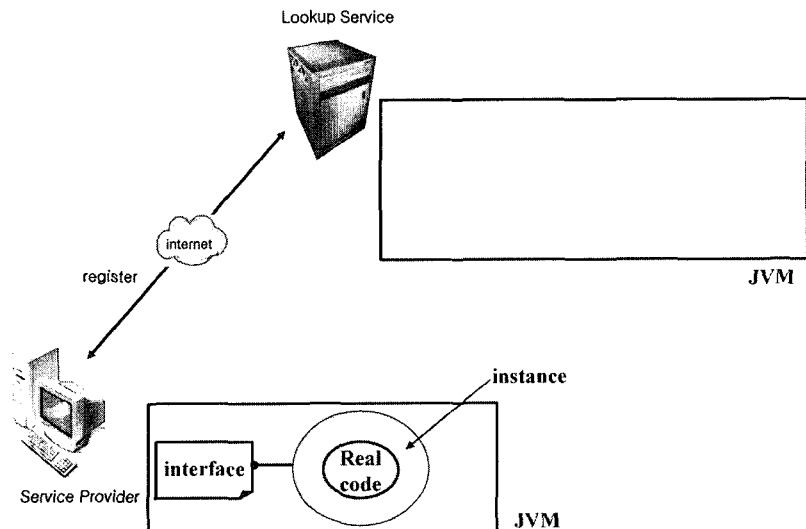 Lookup Service
internet
register
JVM
instance
interface
Real
code
Service Provider
JVM